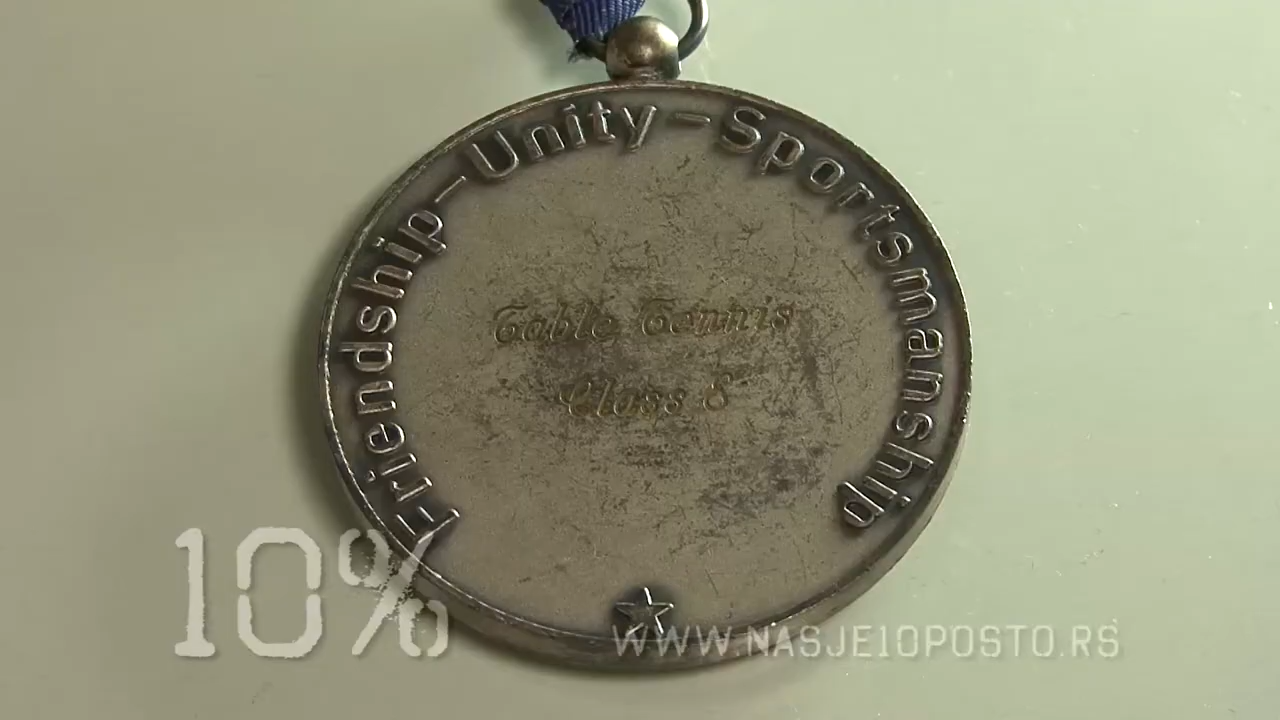 Friendship-Unity-Sportsmanship
Table Tennis
Class 8
10%
WWW.NASJE10POSTO.RS